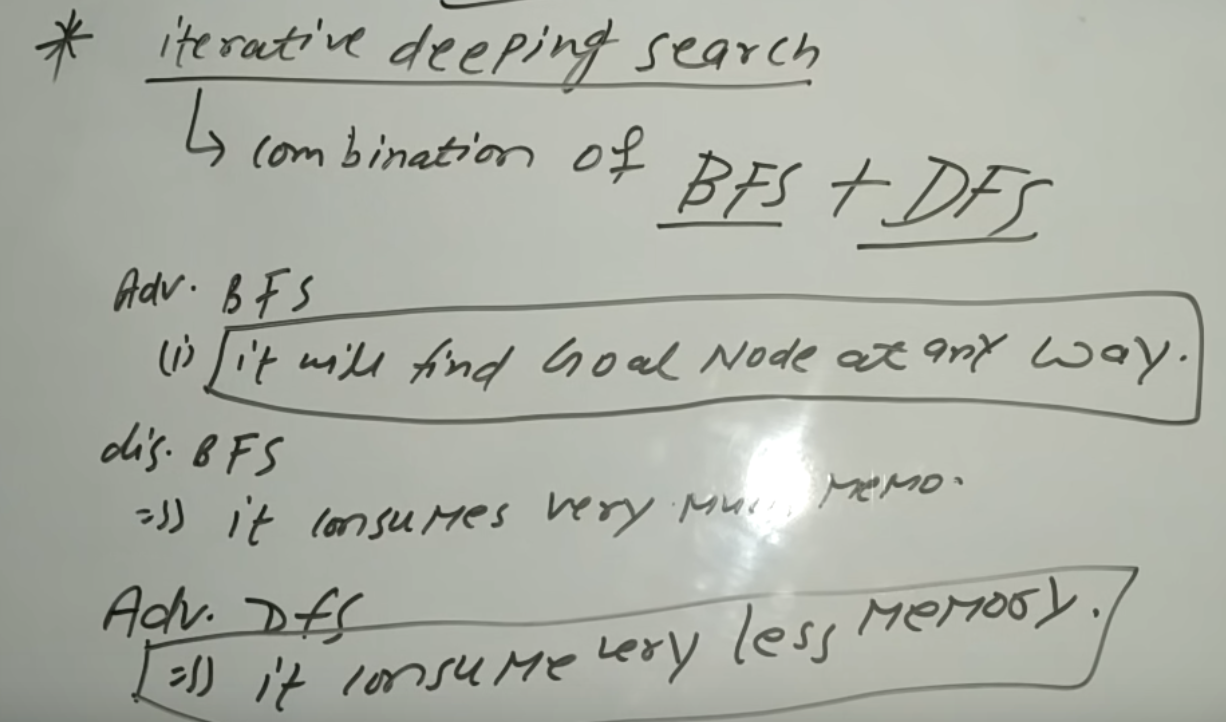 * iterative deeping search
↳ combination of BFS + DFS
Adv. BFS
(i) it will find Goal Node at any way.
dis. BFS
=> it consumes very memo.
Adv. Dfs
=> it consume very less memory.